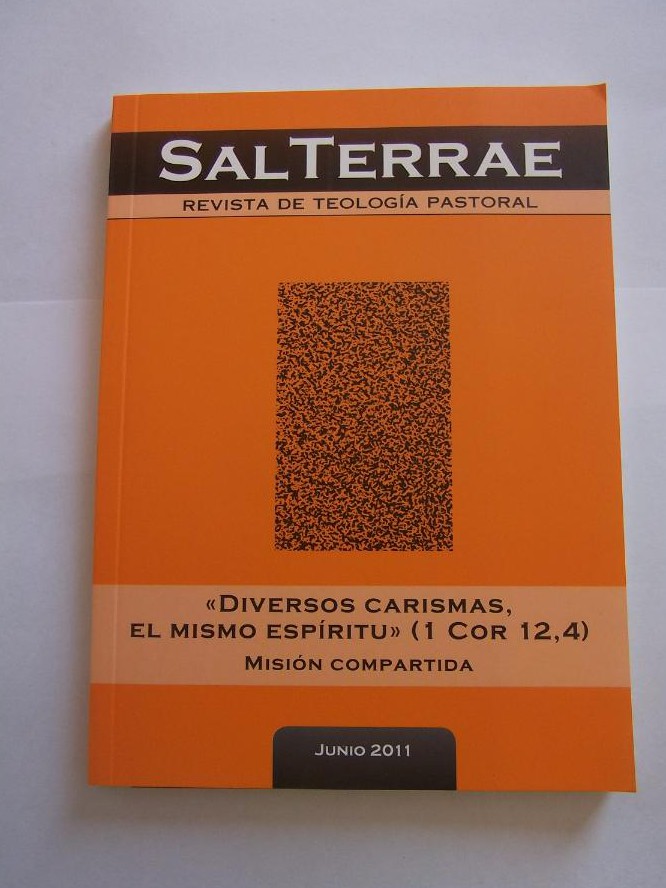 SALTERRAE
REVISTA DE TEOLOGÍA PASTORAL
«DIVERSOS CARISMAS,
EL MISMO ESPÍRITU» (1 COR 12,4)
MISIÓN COMPARTIDA
JUNIO 2011